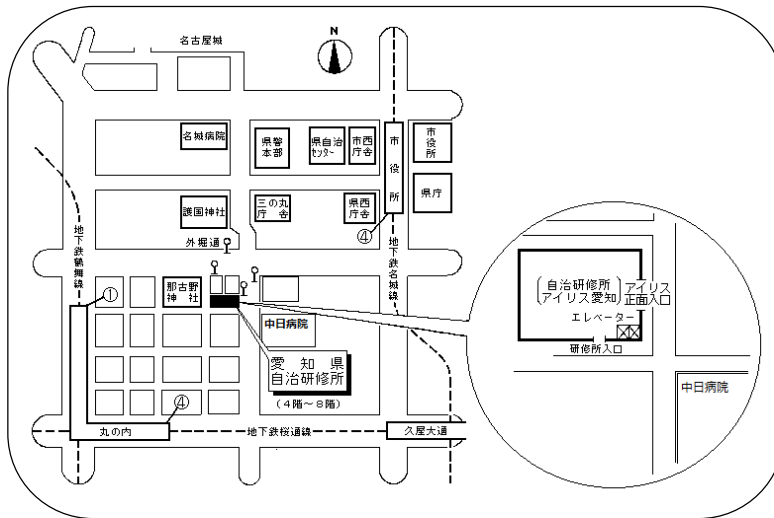 名古屋城
N
名城病院
県警
本部
県自治
センター
市西
庁舎
市役所
市
役
所
県庁
護国神社
三の丸
庁舎
県西
庁舎
④
外堀通
地下鉄鶴舞線
地下鉄名城線
①
那古野
神社
中日病院
愛知県
自治研修所
(4階～8階)
④
丸の内
地下鉄桜通線
久屋大通
自治研修所
アイリス愛知
アイリス
正面入口
エレベーター
研修所入口
中日病院